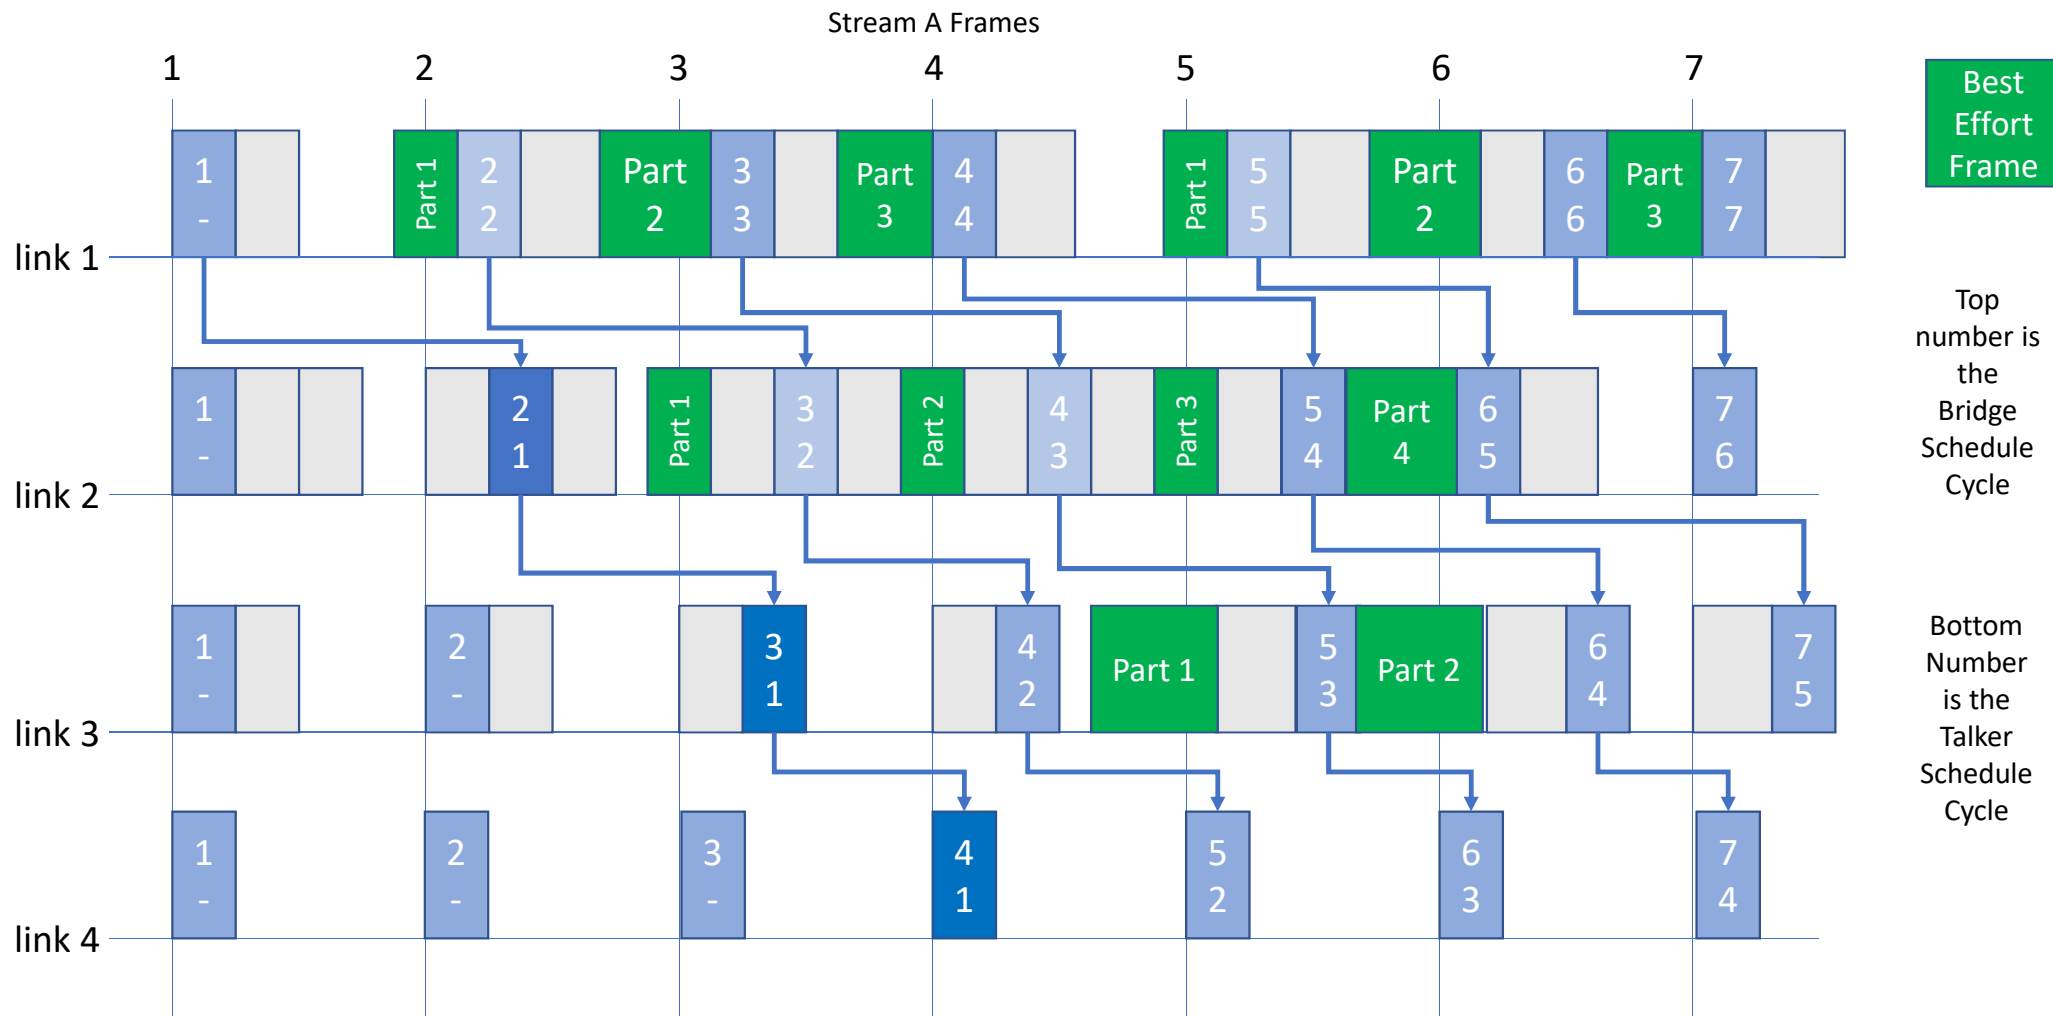 Stream A Frames
1 2 3 4 5 6 7
Best
Effort
Frame
link 1
1
-
Part 1
2
2
Part
2
3
3
Part
3
4
4
Part 1
5
5
Part
2
6
6
Part
3
7
7
Top
number is
the
Bridge
Schedule
Cycle
link 2
1
-
2
1
Part 1
3
2
Part 2
4
3
Part 3
5
4
Part
4
6
5
7
6
link 3
1
-
2
-
3
1
4
2
Part 1
5
3
Part 2
6
4
7
5
Bottom
Number
is the
Talker
Schedule
Cycle
link 4
1
-
2
-
3
-
4
1
5
2
6
3
7
4